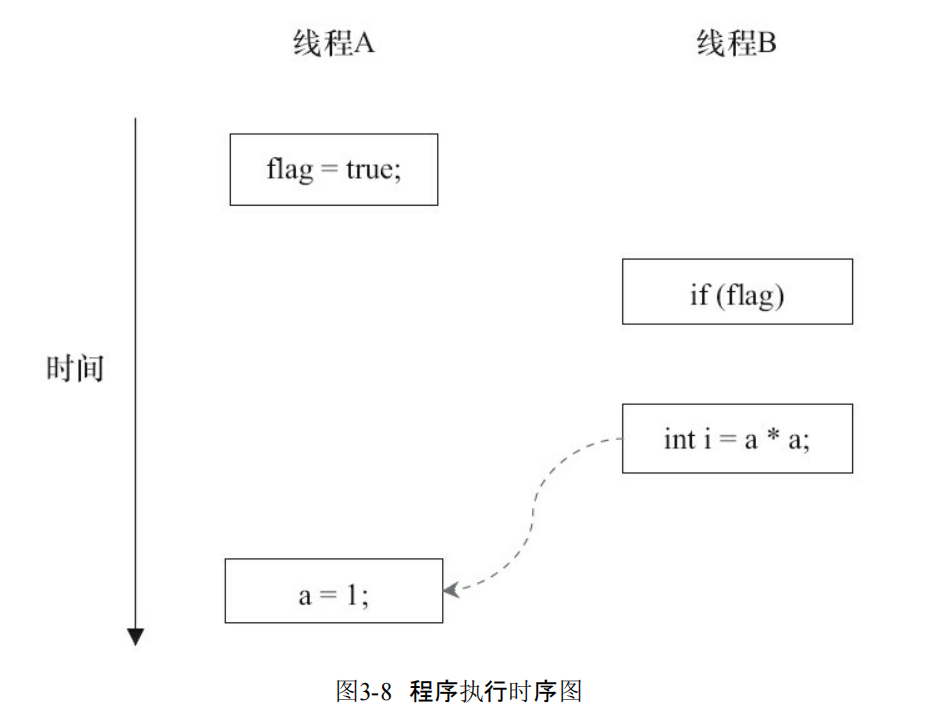 线程A
线程B
flag = true;
if (flag)
时间
int i = a * a;
a = 1;
图3-8 程序执行时序图